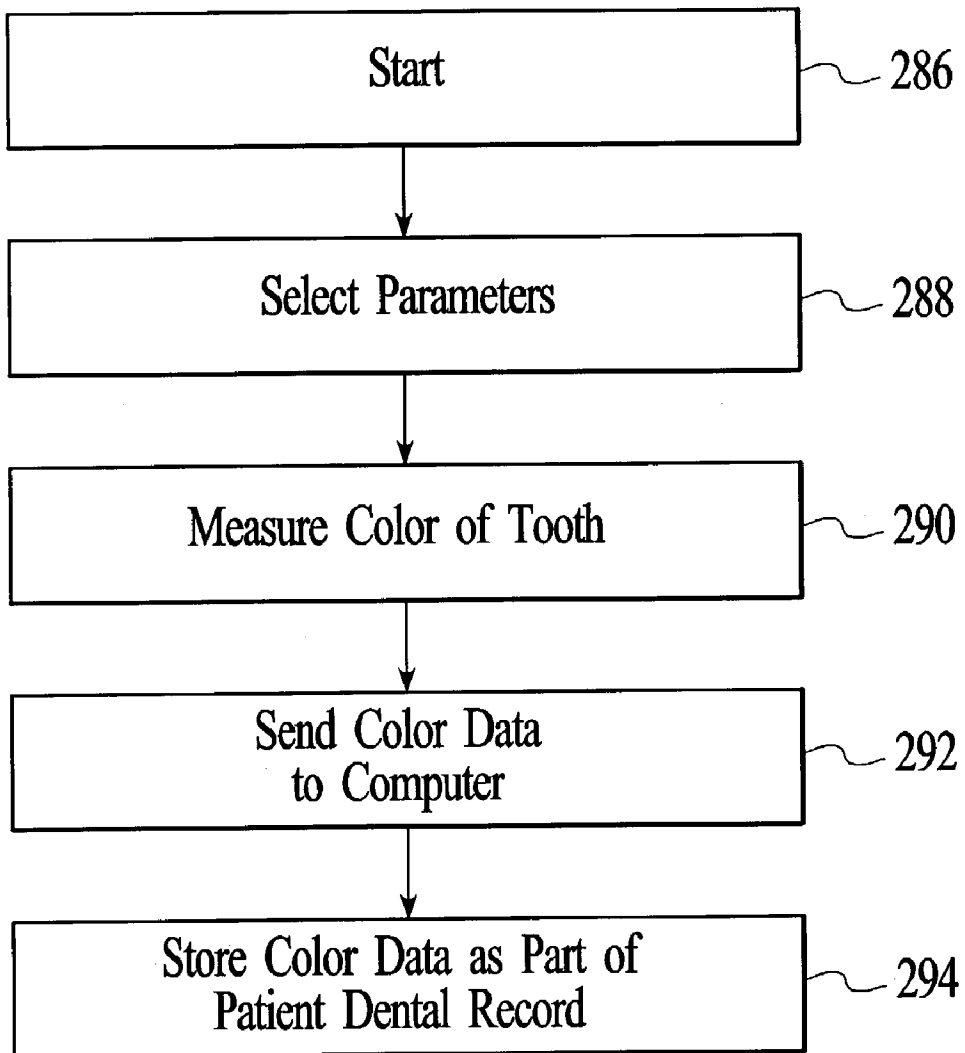 Start
286
Select Parameters
288
Measure Color of Tooth
290
Send Color Data
to Computer
292
Store Color Data as Part of
Patient Dental Record
294